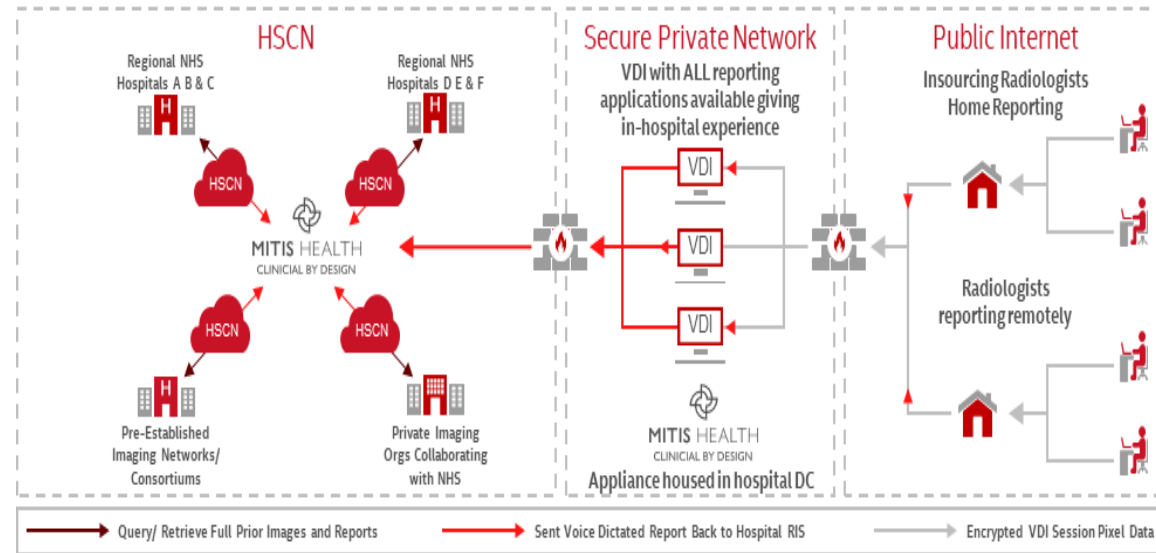 HSCN
Regional NHS
Hospitals A B & C
Regional NHS
Hospitals D E & F
HSCN
HSCN
MITIS HEALTH
CLINICIAL BY DESIGN
HSCN
HSCN
Pre-Established
Imaging Networks/
Consortiums
Private Imaging
Orgs Collaborating
with NHS
Secure Private Network
VDI with ALL reporting
applications available giving
in-hospital experience
VDI
VDI
VDI
MITIS HEALTH
CLINICIAL BY DESIGN
Appliance housed in hospital DC
Public Internet
Insourcing Radiologists
Home Reporting
Radiologists
reporting remotely
Query/ Retrieve Full Prior Images and Reports
Sent Voice Dictated Report Back to Hospital RIS
Encrypted VDI Session Pixel Data